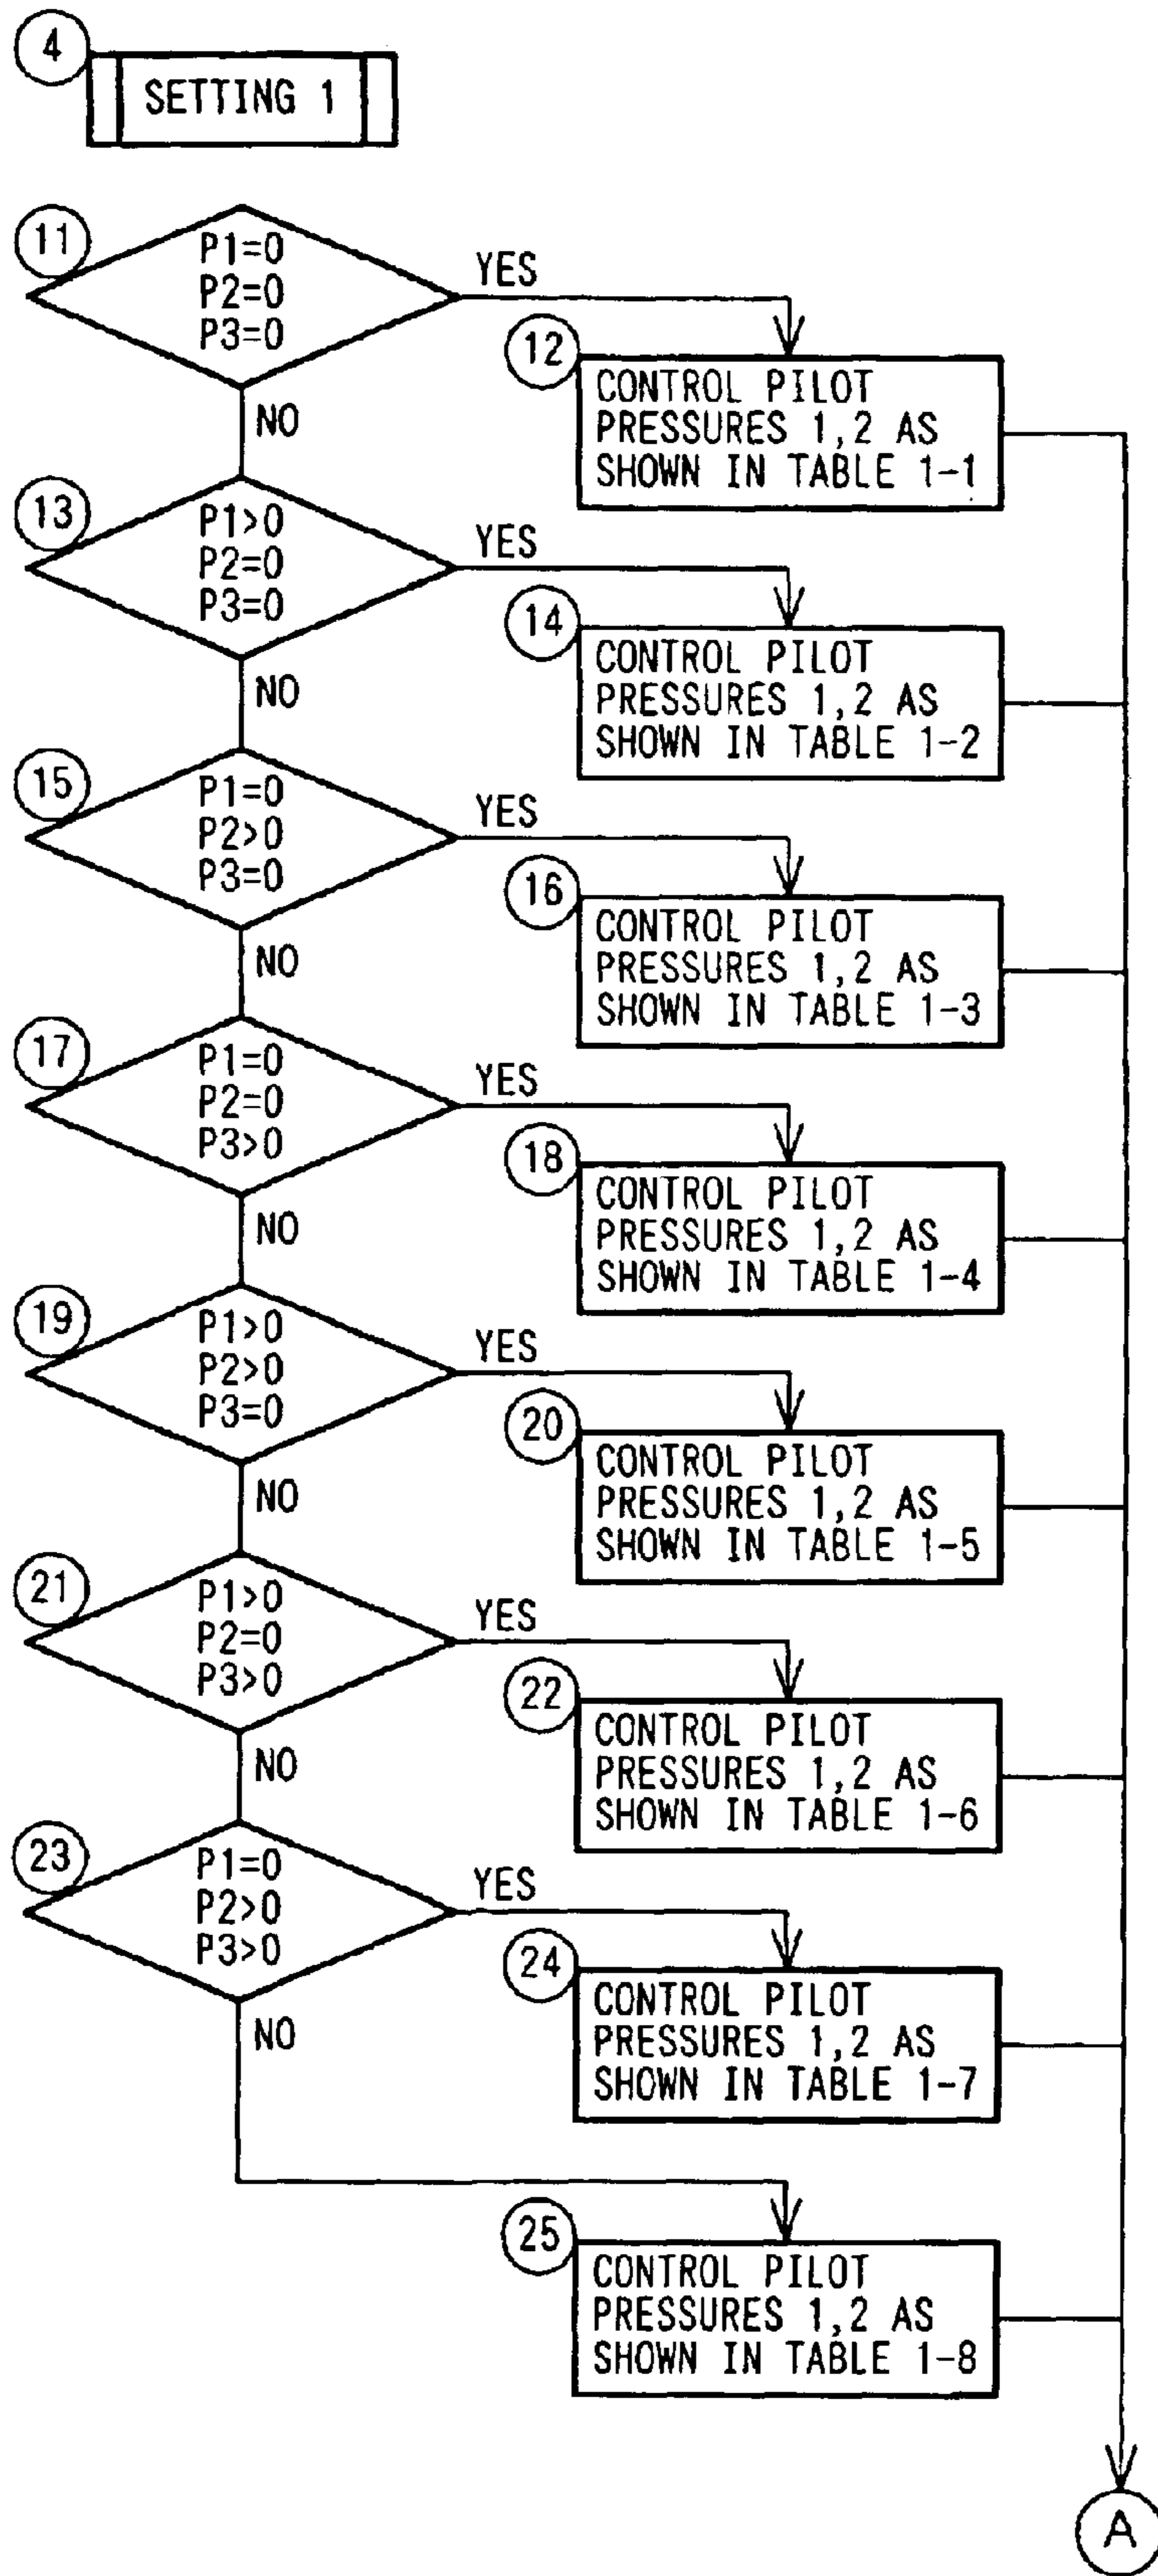 4
SETTING 1
11
P1=0
P2=0
P3=0
YES
NO
12
CONTROL PILOT
PRESSURES 1,2 AS
SHOWN IN TABLE 1-1
13
P1>0
P2=0
P3=0
YES
NO
14
CONTROL PILOT
PRESSURES 1,2 AS
SHOWN IN TABLE 1-2
15
P1=0
P2>0
P3=0
YES
NO
16
CONTROL PILOT
PRESSURES 1,2 AS
SHOWN IN TABLE 1-3
17
P1=0
P2=0
P3>0
YES
NO
18
CONTROL PILOT
PRESSURES 1,2 AS
SHOWN IN TABLE 1-4
19
P1>0
P2>0
P3=0
YES
NO
20
CONTROL PILOT
PRESSURES 1,2 AS
SHOWN IN TABLE 1-5
21
P1>0
P2=0
P3>0
YES
NO
22
CONTROL PILOT
PRESSURES 1,2 AS
SHOWN IN TABLE 1-6
23
P1=0
P2>0
P3>0
YES
NO
24
CONTROL PILOT
PRESSURES 1,2 AS
SHOWN IN TABLE 1-7
25
CONTROL PILOT
PRESSURES 1,2 AS
SHOWN IN TABLE 1-8
A